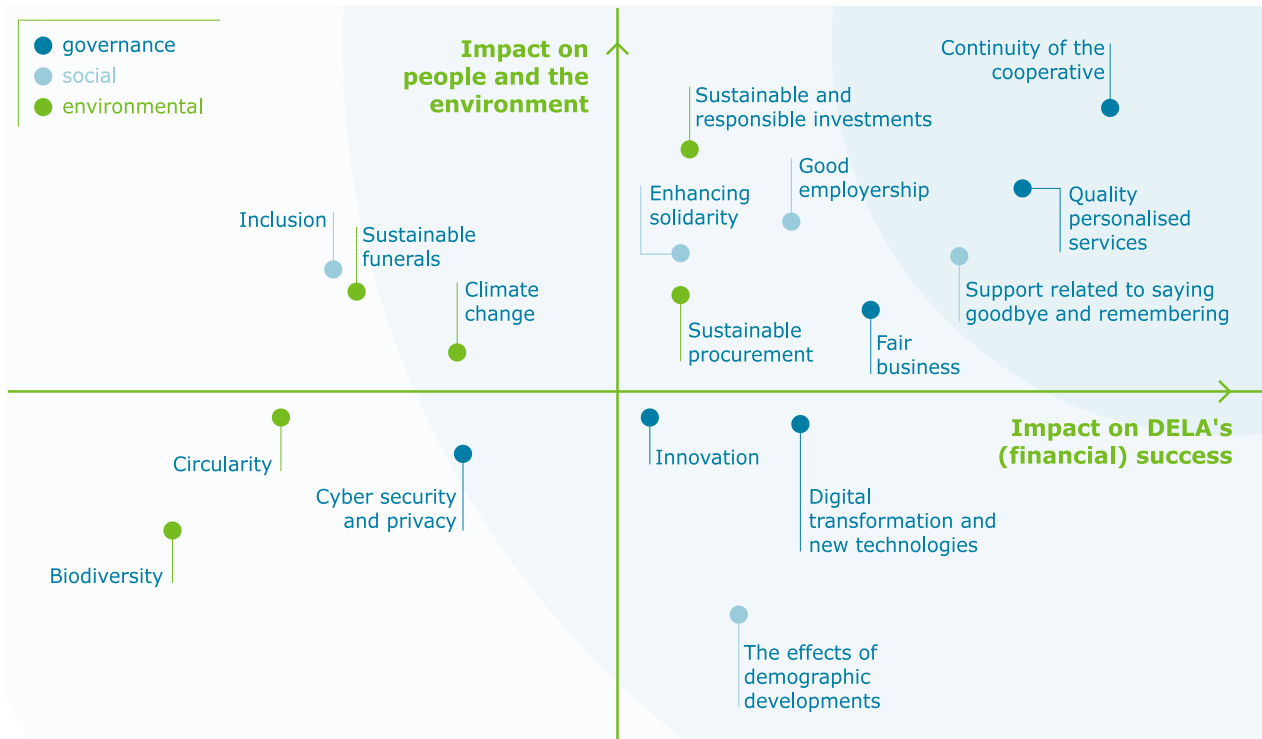 governance
social
environmental
Impact on
people and the
environment
Continuity of the
cooperative
Sustainable and
responsible investments
Good
employership
Enhancing
solidarity
Quality
personalised
services
Inclusion
Sustainable
funerals
Climate
change
Support related to saying
goodbye and remembering
Sustainable
procurement
Fair
business
Impact on DELA's
(financial) success
Circularity
Cyber security
and privacy
Innovation
Digital
transformation and
new technologies
Biodiversity
The effects of
demographic
developments